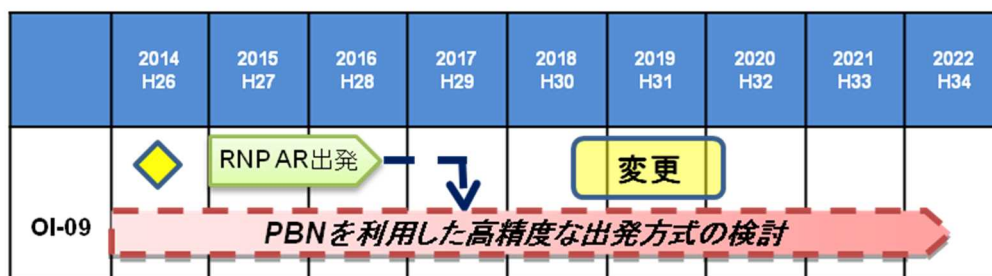 2014 2015 2016 2017 2018 2019 2020 2021 2022
H26 H27 H28 H29 H30 H31 H32 H33 H34
RNP AR出発
変更
OI-09
PBNを利用した高精度な出発方式の検討